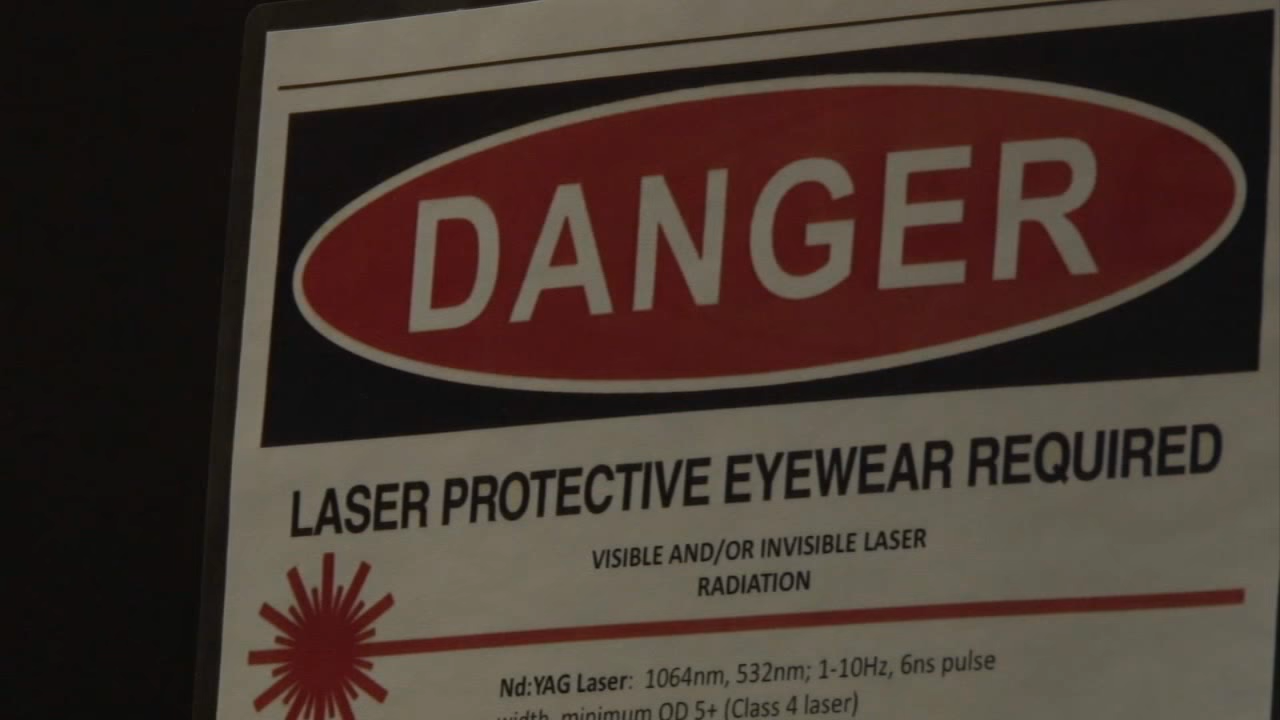 DANGER
LASER PROTECTIVE EYEWEAR REQUIRED
VISIBLE AND/OR INVISIBLE LASER
RADIATION
Nd:YAG Laser: 1064nm, 532nm; 1-10Hz, 6ns pulse
width, minimum OD 5+ (Class 4 laser)